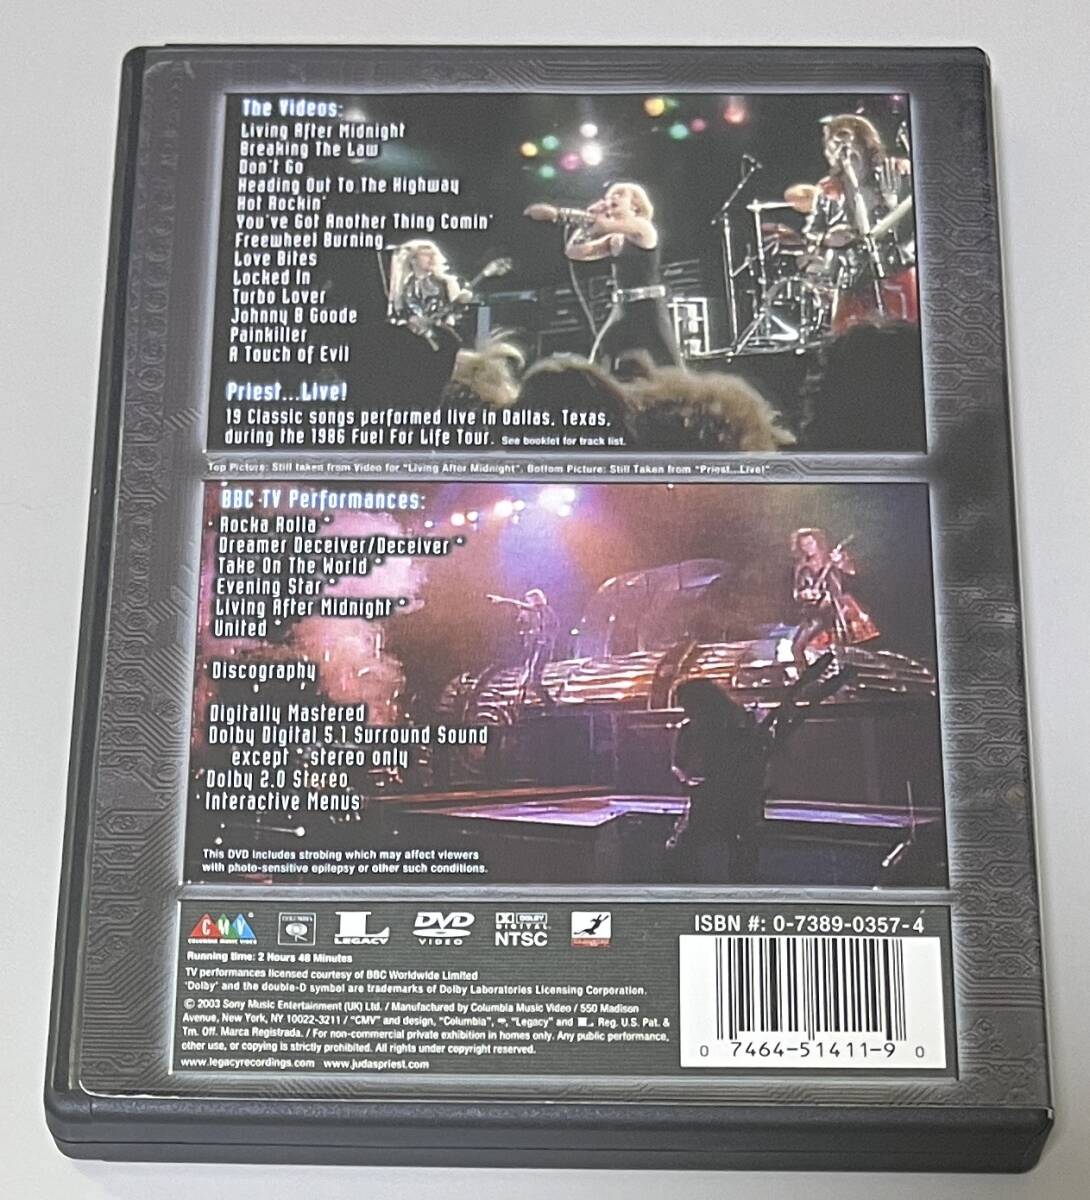 The Videos:
Living After Midnight
Breaking The Law
Don't Go
Heading Out To The Highway
Hot Rockin'
You've Got Another Thing Comin'
Freewheel Burning
Love Bites
Locked In
Turbo Lover
Johnny B Goode
Painkiller
A Touch of Evil
Priest...Live!
19 Classic songs performed live in Dallas, Texas,
during the 1986 Fuel For Life Tour. See booklet for track list.
Top Picture: Still taken from Video for "Living After Midnight". Bottom Picture: Still Taken from "Priest...Live!"
BBC TV Performances:
Rocka Rolla *
Dreamer Deceiver/Deceiver *
Take On The World *
Evening Star *
Living After Midnight *
United *
Discography
Digitally Mastered
Dolby Digital 5.1 Surround Sound
except * stereo only
Dolby 2.0 Stereo
Interactive Menus
This DVD includes strobing which may affect viewers
with photo-sensitive epilepsy or other such conditions.
CMV
COLUMBIA MUSIC VIDEO
COLUMBIA
L
LEGACY
DVD
VIDEO
DOLBY
DIGITAL
NTSC
ISBN #: 0-7389-0357-4
Running time: 2 Hours 48 Minutes
TV performances licensed courtesy of BBC Worldwide Limited
'Dolby' and the double-D symbol are trademarks of Dolby Laboratories Licensing Corporation.
© 2003 Sony Music Entertainment (UK) Ltd. / Manufactured by Columbia Music Video / 550 Madison
Avenue, New York, NY 10022-3211 / "CMV" and design, "Columbia", "Legacy" and L Reg. U.S. Pat. &
Tm. Off. Marca Registrada. / For non-commercial private exhibition in homes only. Any public performance,
other use, or copying is strictly prohibited. All rights under copyright reserved.
www.legacyrecordings.com www.judaspriest.com
0 7464-51411-9 0